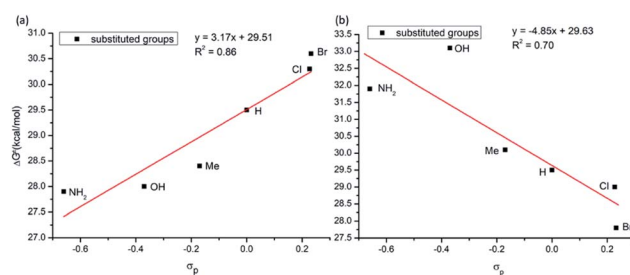 (a)
substituted groups
y = 3.17x + 29.51
R² = 0.86
Br
Cl
H
Me
OH
NH₂
31.0
30.5
30.0
29.5
29.0
28.5
28.0
27.5
27.0
ΔG≠(kcal/mol)
-0.6
-0.4
-0.2
0.0
0.2
σp
(b)
substituted groups
y = -4.85x + 29.63
R² = 0.70
OH
NH₂
Me
H
Cl
Br
33.5
33.0
32.5
32.0
31.5
31.0
30.5
30.0
29.5
29.0
28.5
28.0
27.5
-0.6
-0.4
-0.2
0.0
0.2
σp